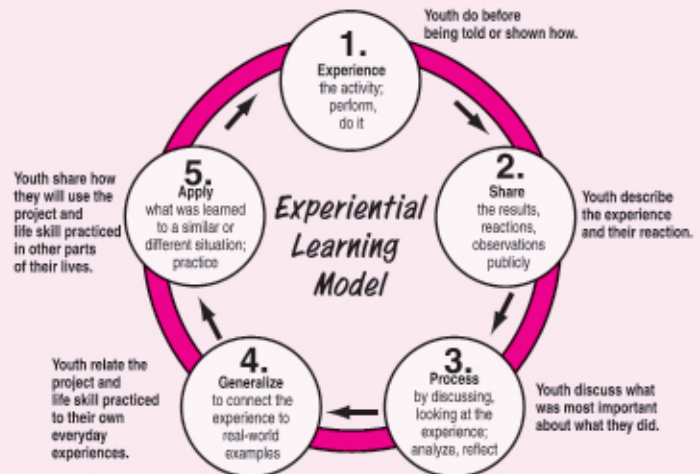 Youth do before
being told or shown how.
1.
Experience
the activity;
perform,
do it
2.
Share
the results,
reactions,
observations
publicly
Youth describe
the experience
and their reaction.
3.
Process
by discussing,
looking at the
experience;
analyze, reflect
Youth discuss what
was most important
about what they did.
4.
Generalize
to connect the
experience to
real-world
examples
Youth relate the
project and
life skill practiced
to their own
everyday
experiences.
5.
Apply
what was learned
to a similar or
different situation;
practice
Youth share how
they will use the
project and
life skill practiced
in other parts
of their lives.
Experiential
Learning
Model